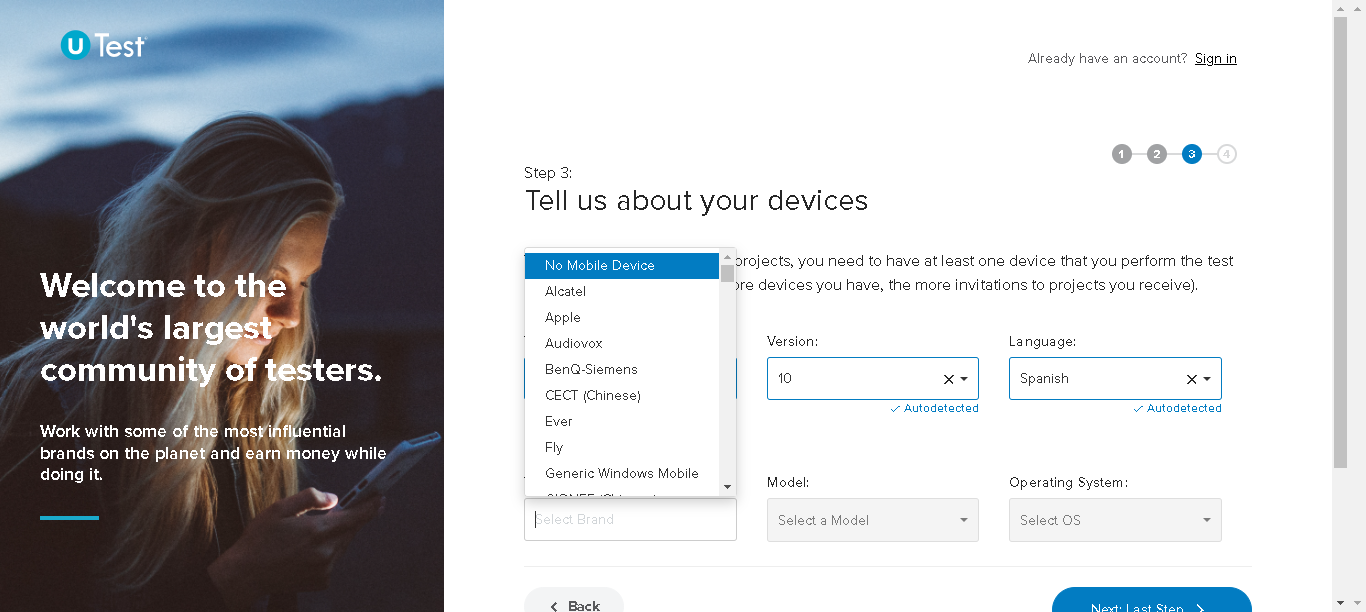 U Test
Already have an account? Sign in
1 2 3 4
Step 3:
Tell us about your devices
projects, you need to have at least one device that you perform the test
ore devices you have, the more invitations to projects you receive).
No Mobile Device
Alcatel
Apple
Audiovox
BenQ-Siemens
CECT (Chinese)
Ever
Fly
Generic Windows Mobile
Version:
10
Autodetected
Language:
Spanish
Autodetected
Select Brand
Model:
Select a Model
Operating System:
Select OS
Back
Next: Last Step
Welcome to the
world's largest
community of testers.
Work with some of the most influential
brands on the planet and earn money while
doing it.